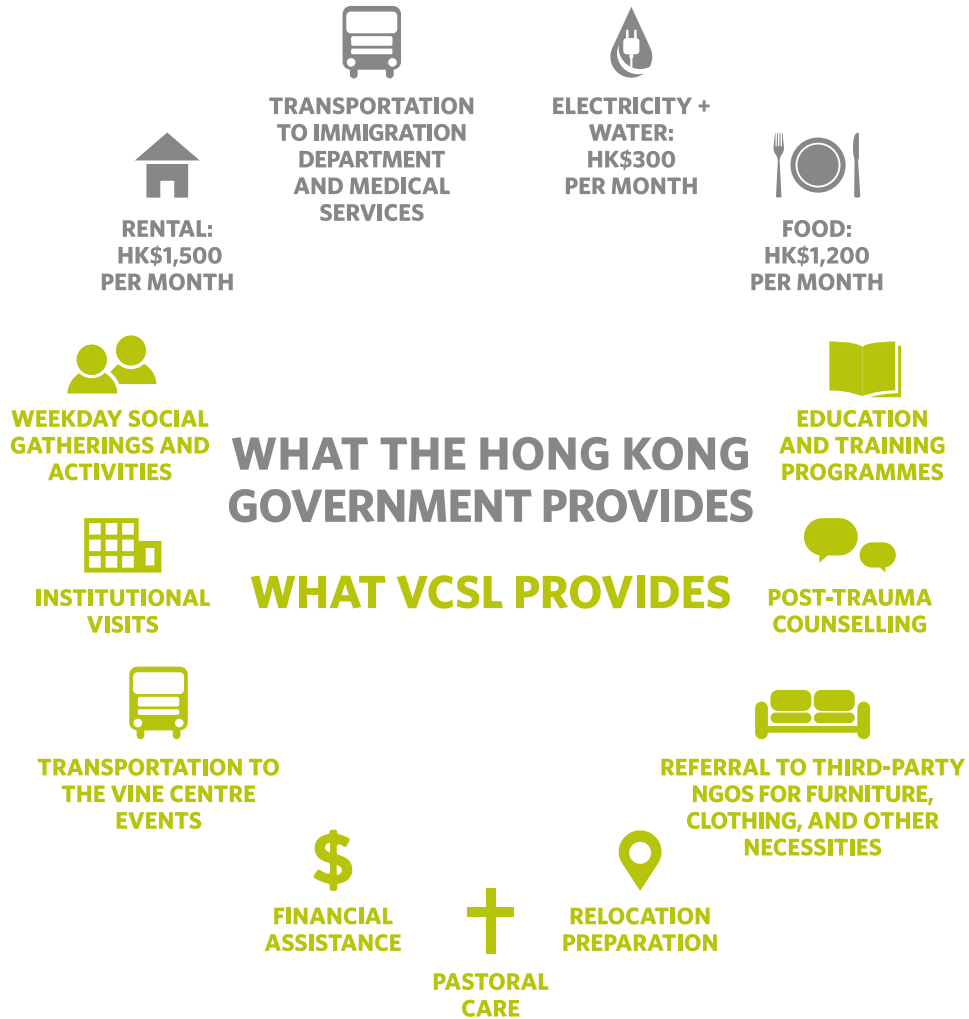 TRANSPORTATION
TO IMMIGRATION
DEPARTMENT
AND MEDICAL
SERVICES
ELECTRICITY +
WATER:
HK$300
PER MONTH
RENTAL:
HK$1,500
PER MONTH
FOOD:
HK$1,200
PER MONTH
WEEKDAY SOCIAL
GATHERINGS AND
ACTIVITIES
EDUCATION
AND TRAINING
PROGRAMMES
WHAT THE HONG KONG
GOVERNMENT PROVIDES
WHAT VCSL PROVIDES
INSTITUTIONAL
VISITS
POST-TRAUMA
COUNSELLING
TRANSPORTATION TO
THE VINE CENTRE
EVENTS
REFERRAL TO THIRD-PARTY
NGOS FOR FURNITURE,
CLOTHING, AND OTHER
NECESSITIES
$
FINANCIAL
ASSISTANCE
RELOCATION
PREPARATION
PASTORAL
CARE